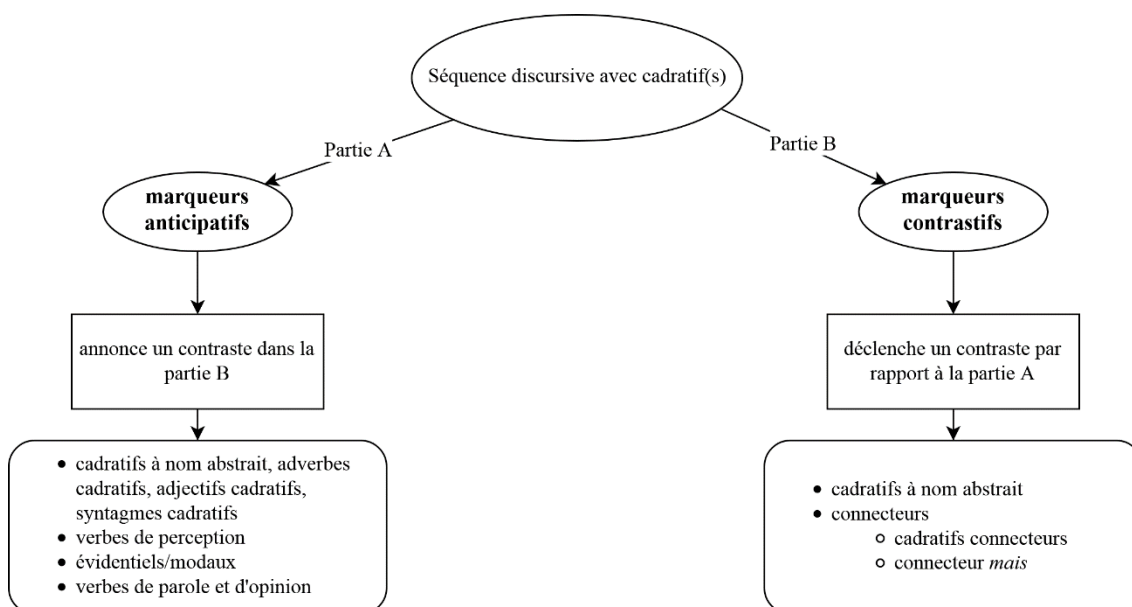 Séquence discursive avec cadratif(s)
Partie A
Partie B
marqueurs
anticipatifs
marqueurs
contrastifs
annonce un contraste dans la
partie B
déclenche un contraste par
rapport à la partie A
• cadratifs à nom abstrait, adverbes
cadratifs, adjectifs cadratifs,
syntagmes cadratifs
• verbes de perception
• évidentiels/modaux
• verbes de parole et d'opinion
• cadratifs à nom abstrait
• connecteurs
o cadratifs connecteurs
o connecteur mais